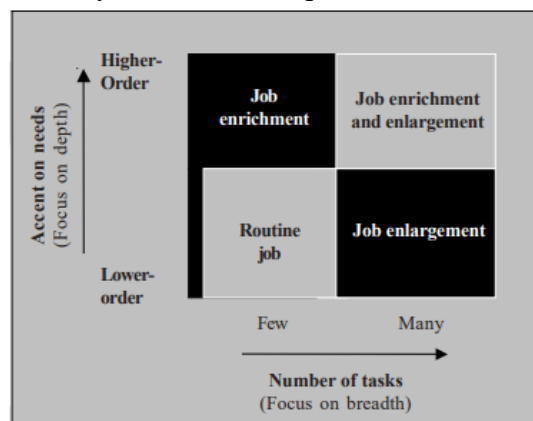 Higher-
Order
Accent on needs
(Focus on depth)
Job
enrichment
Job enrichment
and enlargement
Routine
job
Job enlargement
Lower-
order
Few
Many
Number of tasks
(Focus on breadth)